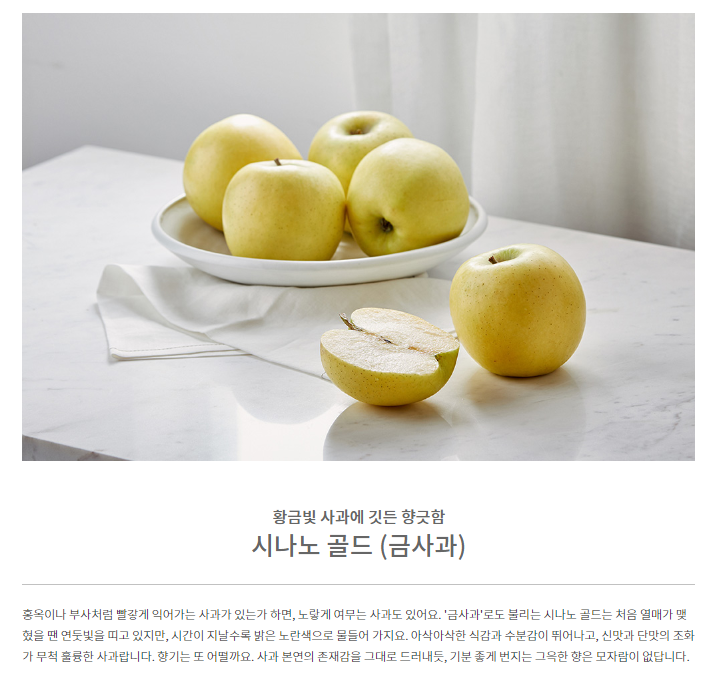 황금빛 사과에 깃든 향긋함
시나노 골드 (금사과)
홍옥이나 부사처럼 빨갛게 익어가는 사과가 있는가 하면, 노랗게 여무는 사과도 있어요. '금사과'로도 불리는 시나노 골드는 처음 열매가 맺
혔을 땐 연둣빛을 띠고 있지만, 시간이 지날수록 밝은 노란색으로 물들어 가지요. 아삭아삭한 식감과 수분감이 뛰어나고, 신맛과 단맛의 조화
가 무척 훌륭한 사과랍니다. 향기는 또 어떨까요. 사과 본연의 존재감을 그대로 드러내듯, 기분 좋게 번지는 그윽한 향은 모자람이 없답니다.